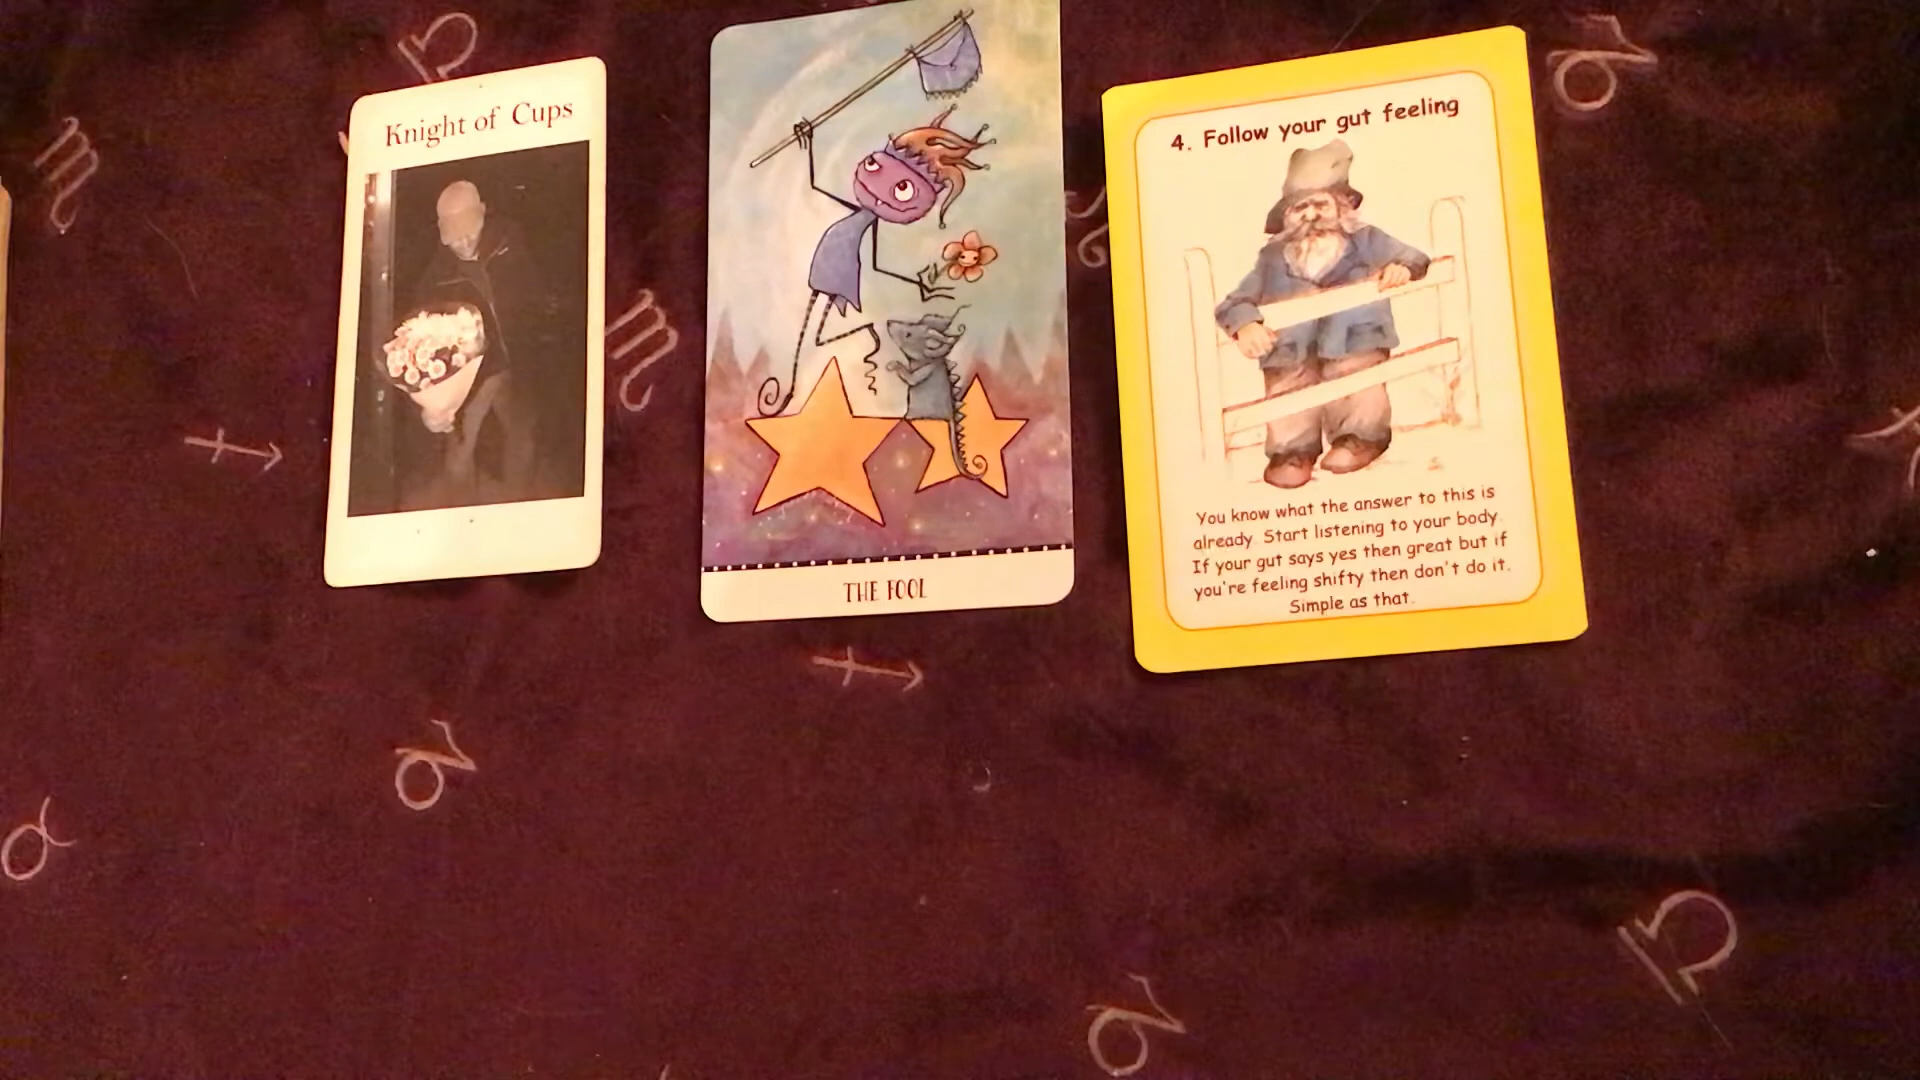 Knight of Cups
THE FOOL
4. Follow your gut feeling
You know what the answer to this is
already. Start listening to your body.
If your gut says yes then great but if
you're feeling shifty then don't do it.
Simple as that.